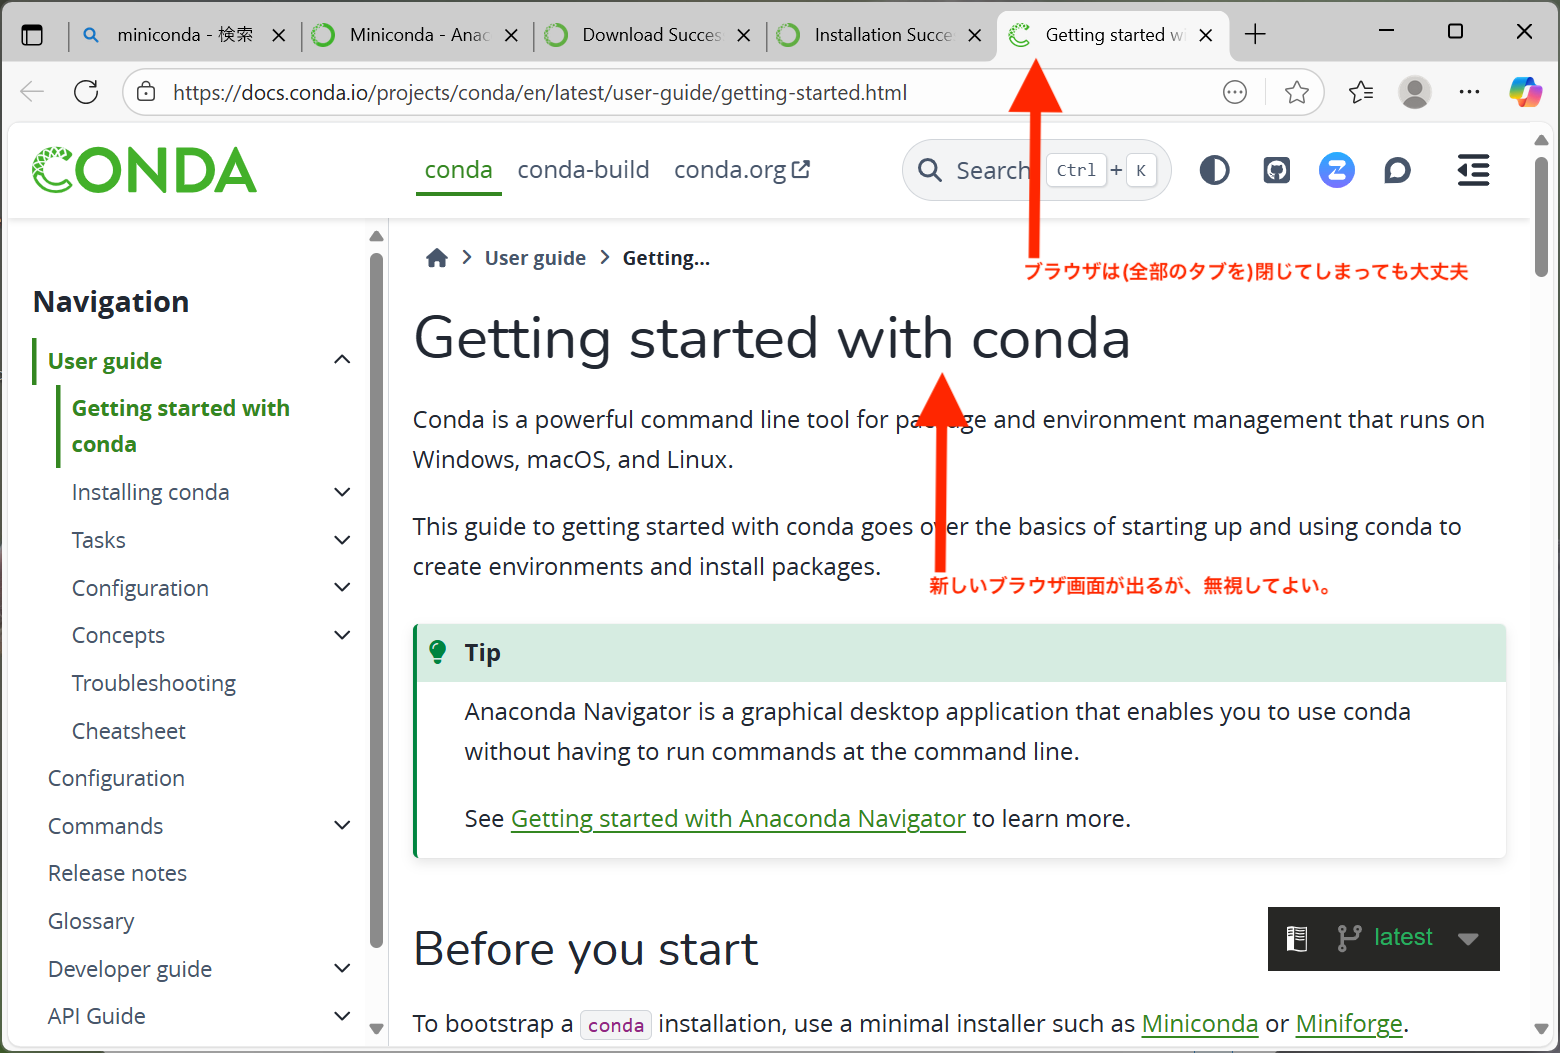 miniconda - 検索
Miniconda - Anac
Download Succes
Installation Succe
Getting started wi
https://docs.conda.io/projects/conda/en/latest/user-guide/getting-started.html
CONDA
conda
conda-build
conda.org
Search
Ctrl + K
User guide
Getting...
ブラウザは(全部のタブを)閉じてしまっても大丈夫
Navigation
User guide
Getting started with
conda
Installing conda
Tasks
Configuration
Concepts
Troubleshooting
Cheatsheet
Configuration
Commands
Release notes
Glossary
Developer guide
API Guide
Getting started with conda
Conda is a powerful command line tool for package and environment management that runs on
Windows, macOS, and Linux.
This guide to getting started with conda goes over the basics of starting up and using conda to
create environments and install packages.
新しいブラウザ画面が出るが、無視してよい。
Tip
Anaconda Navigator is a graphical desktop application that enables you to use conda
without having to run commands at the command line.
See Getting started with Anaconda Navigator to learn more.
Before you start
latest
To bootstrap a conda installation, use a minimal installer such as Miniconda or Miniforge.